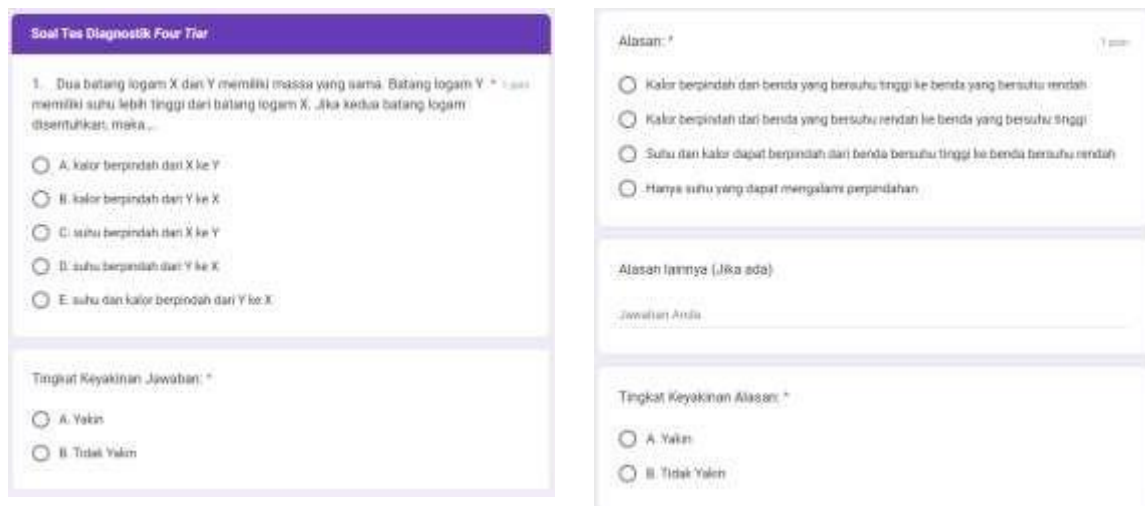 Soal Tes Diagnostik Four Tier
1. Dua batang logam X dan Y memiliki massa yang sama. Batang logam Y * 1 poin
memiliki suhu lebih tinggi dari batang logam X. Jika kedua batang logam
disentuhkan, maka...
A. kalor berpindah dari X ke Y
B. kalor berpindah dari Y ke X
C. suhu berpindah dari X ke Y
D. suhu berpindah dari Y ke X
E. suhu dan kalor berpindah dari Y ke X
Tingkat Keyakinan Jawaban: *
A. Yakin
B. Tidak Yakin
Alasan: * 1 poin
Kalor berpindah dari benda yang bersuhu tinggi ke benda yang bersuhu rendah
Kalor berpindah dari benda yang bersuhu rendah ke benda yang bersuhu tinggi
Suhu dan kalor dapat berpindah dari benda bersuhu tinggi ke benda bersuhu rendah
Hanya suhu yang dapat mengalami perpindahan
Alasan lainnya (Jika ada)
Jawaban Anda
Tingkat Keyakinan Alasan: *
A. Yakin
B. Tidak Yakin